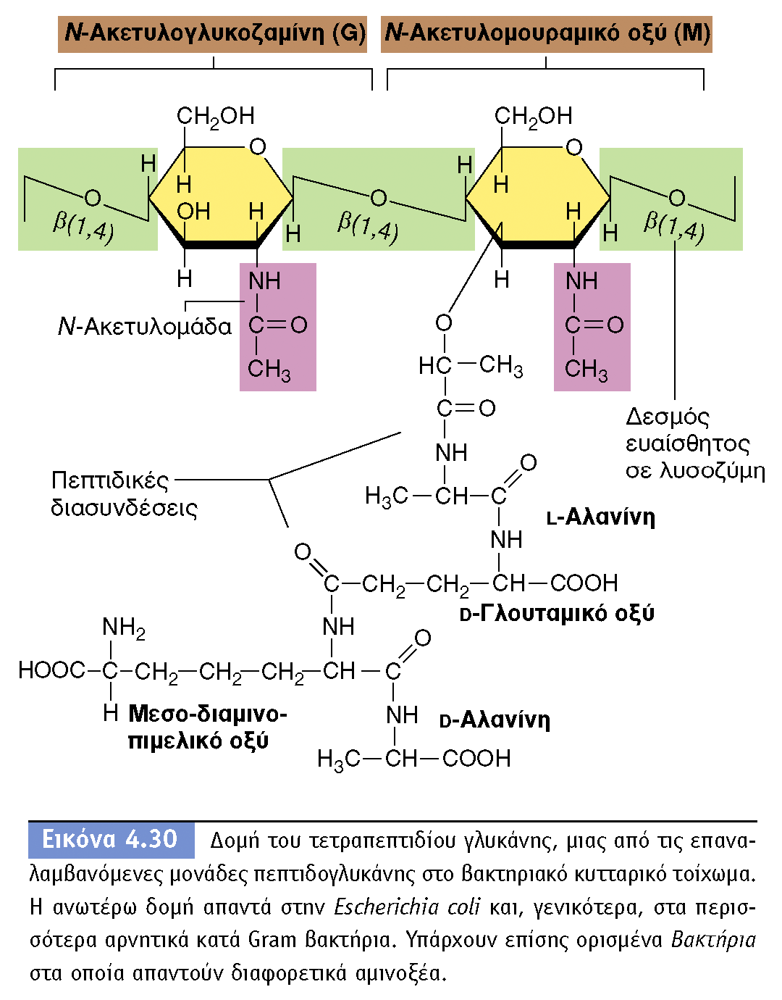 N-Ακετυλογλυκοζαμίνη (G) N-Ακετυλομουραμικό οξύ (M)
CH2OH CH2OH
O O
H H
H H
O O O
OH H H
β(1,4) H β(1,4) H β(1,4)
H NH H NH
N-Ακετυλομάδα C=O O C=O
CH3 HC—CH3 CH3
C=O
Δεσμός
ευαίσθητος
σε λυσοζύμη
NH
O
Πεπτιδικές
διασυνδέσεις
H3C—CH—C
L-Αλανίνη
NH
O
C—CH2—CH2—CH—COOH
D-Γλουταμικό οξύ
NH2 NH O
HOOC—C—CH2—CH2—CH2—CH—C
H Μεσο-διαμινο-
πιμελικό οξύ
NH D-Αλανίνη
H3C—CH—COOH
Εικόνα 4.30 Δομή του τετραπεπτιδίου γλυκάνης, μιας από τις επανα-
λαμβανόμενες μονάδες πεπτιδογλυκάνης στο βακτηριακό κυτταρικό τοίχωμα.
Η ανωτέρω δομή απαντά στην Escherichia coli και, γενικότερα, στα περισ-
σότερα αρνητικά κατά Gram βακτήρια. Υπάρχουν επίσης ορισμένα Βακτήρια
στα οποία απαντούν διαφορετικά αμινοξέα.